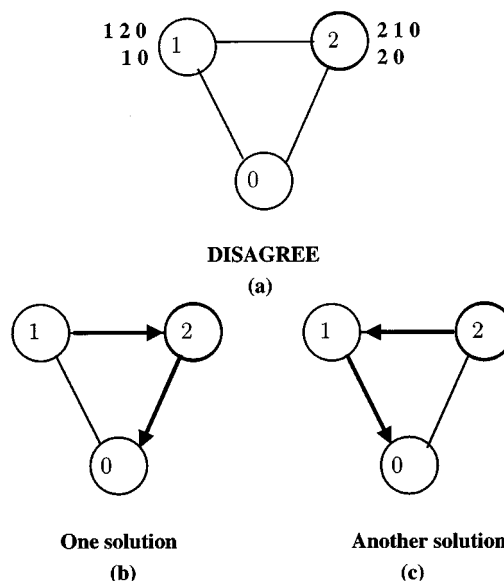 1 2 0 1 2 2 1 0
1 0 2 0
0
DISAGREE
(a)
1 2 1 2
0 0
One solution Another solution
(b) (c)